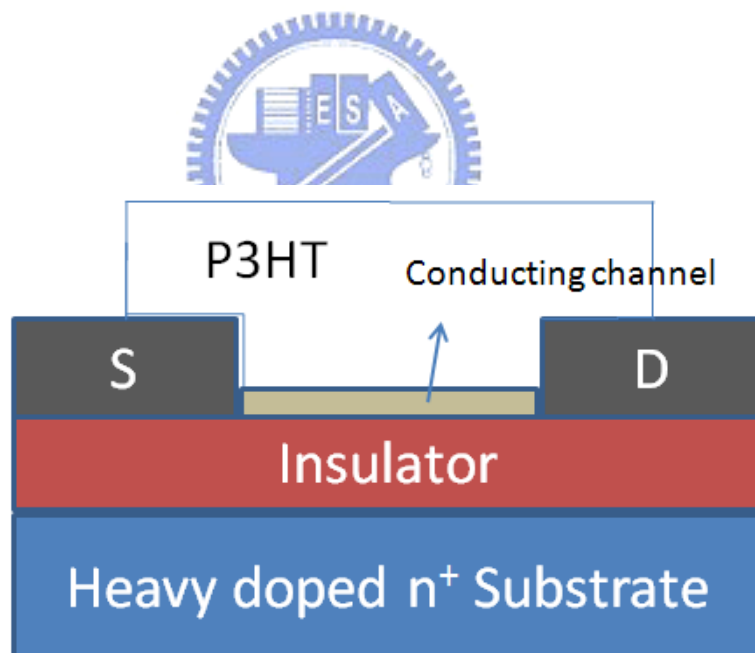 E S A
P3HT
Conducting channel
S
D
Insulator
Heavy doped n⁺ Substrate